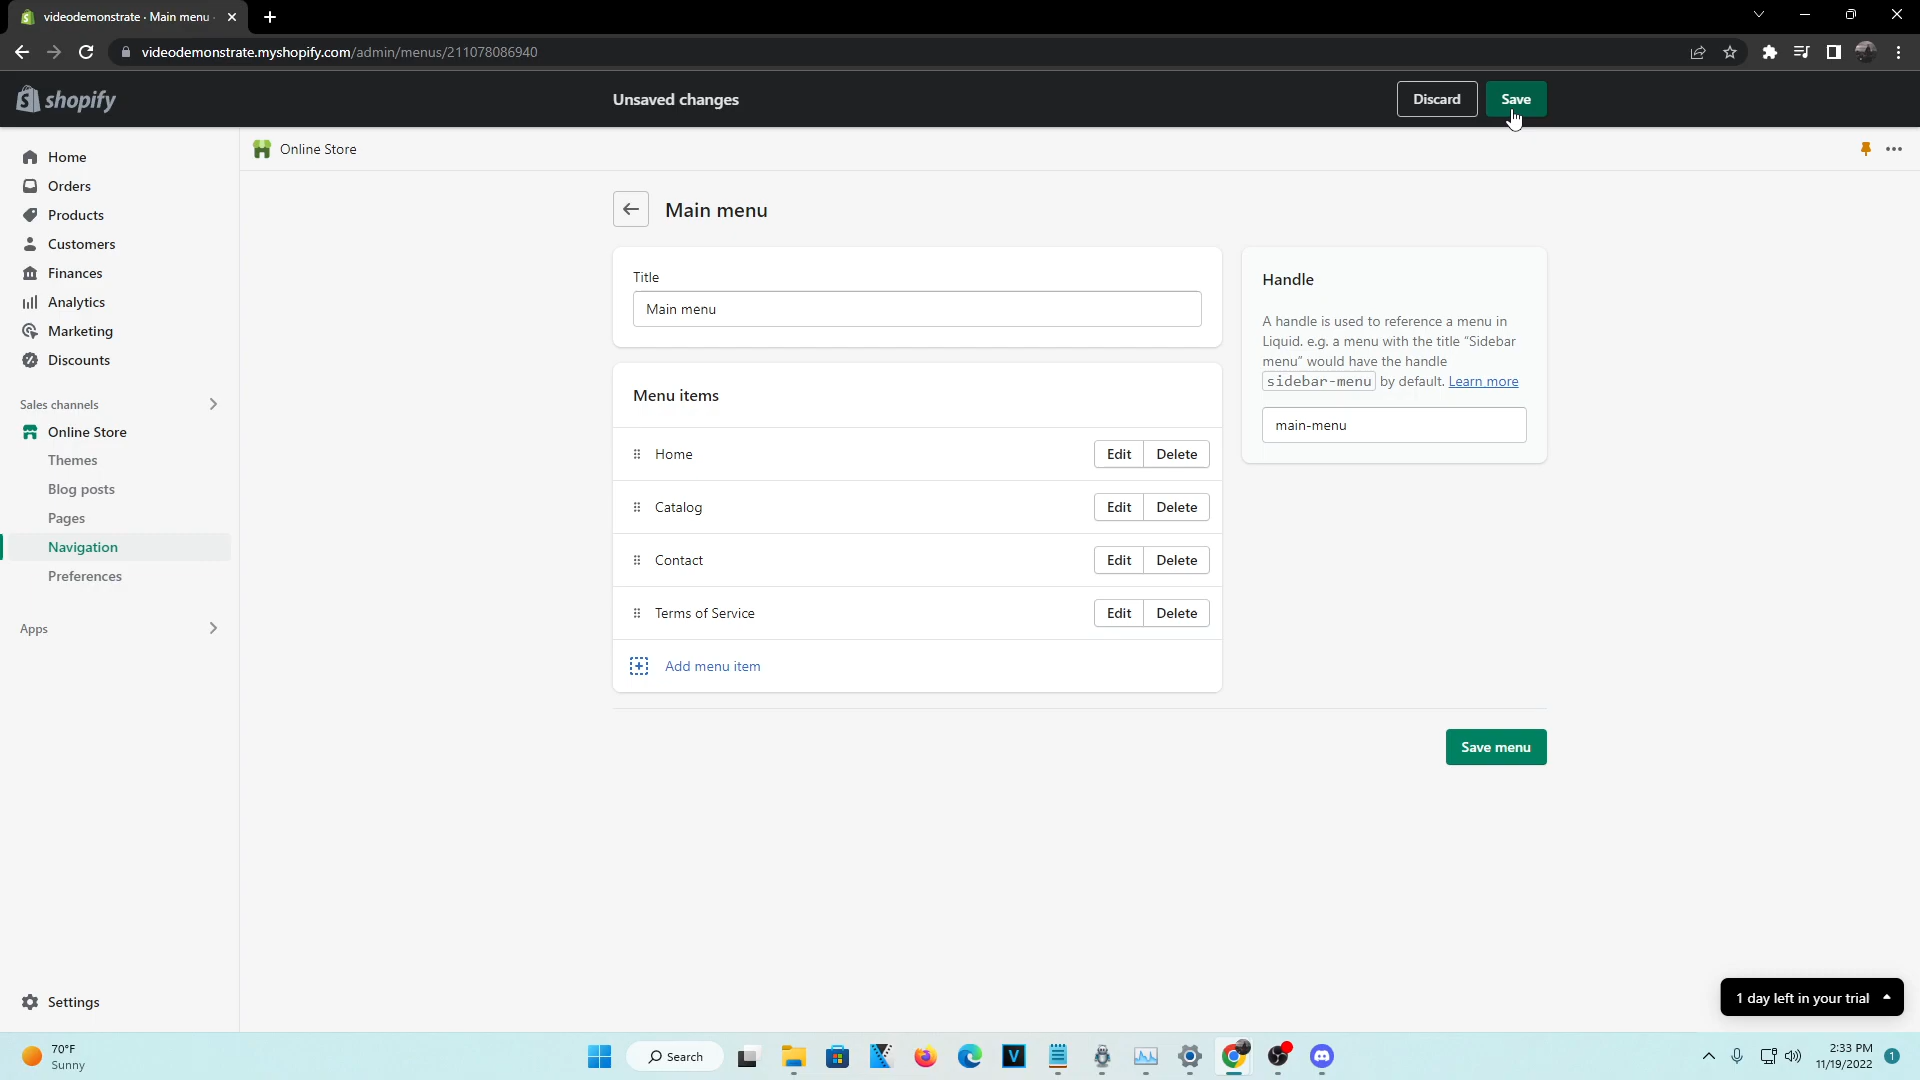 videodemonstrate · Main menu
videodemonstrate.myshopify.com/admin/menus/211078086940
shopify
Unsaved changes
Discard
Save
Home
Orders
Products
Customers
Finances
Analytics
Marketing
Discounts
Sales channels
Online Store
Themes
Blog posts
Pages
Navigation
Preferences
Apps
Settings
Online Store
Main menu
Title
Main menu
Menu items
Home
Edit
Delete
Catalog
Edit
Delete
Contact
Edit
Delete
Terms of Service
Edit
Delete
Add menu item
Handle
A handle is used to reference a menu in
Liquid. e.g. a menu with the title "Sidebar
menu" would have the handle
sidebar-menu by default. Learn more
main-menu
Save menu
1 day left in your trial
70°F
Sunny
Search
V
2:33 PM
11/19/2022
1